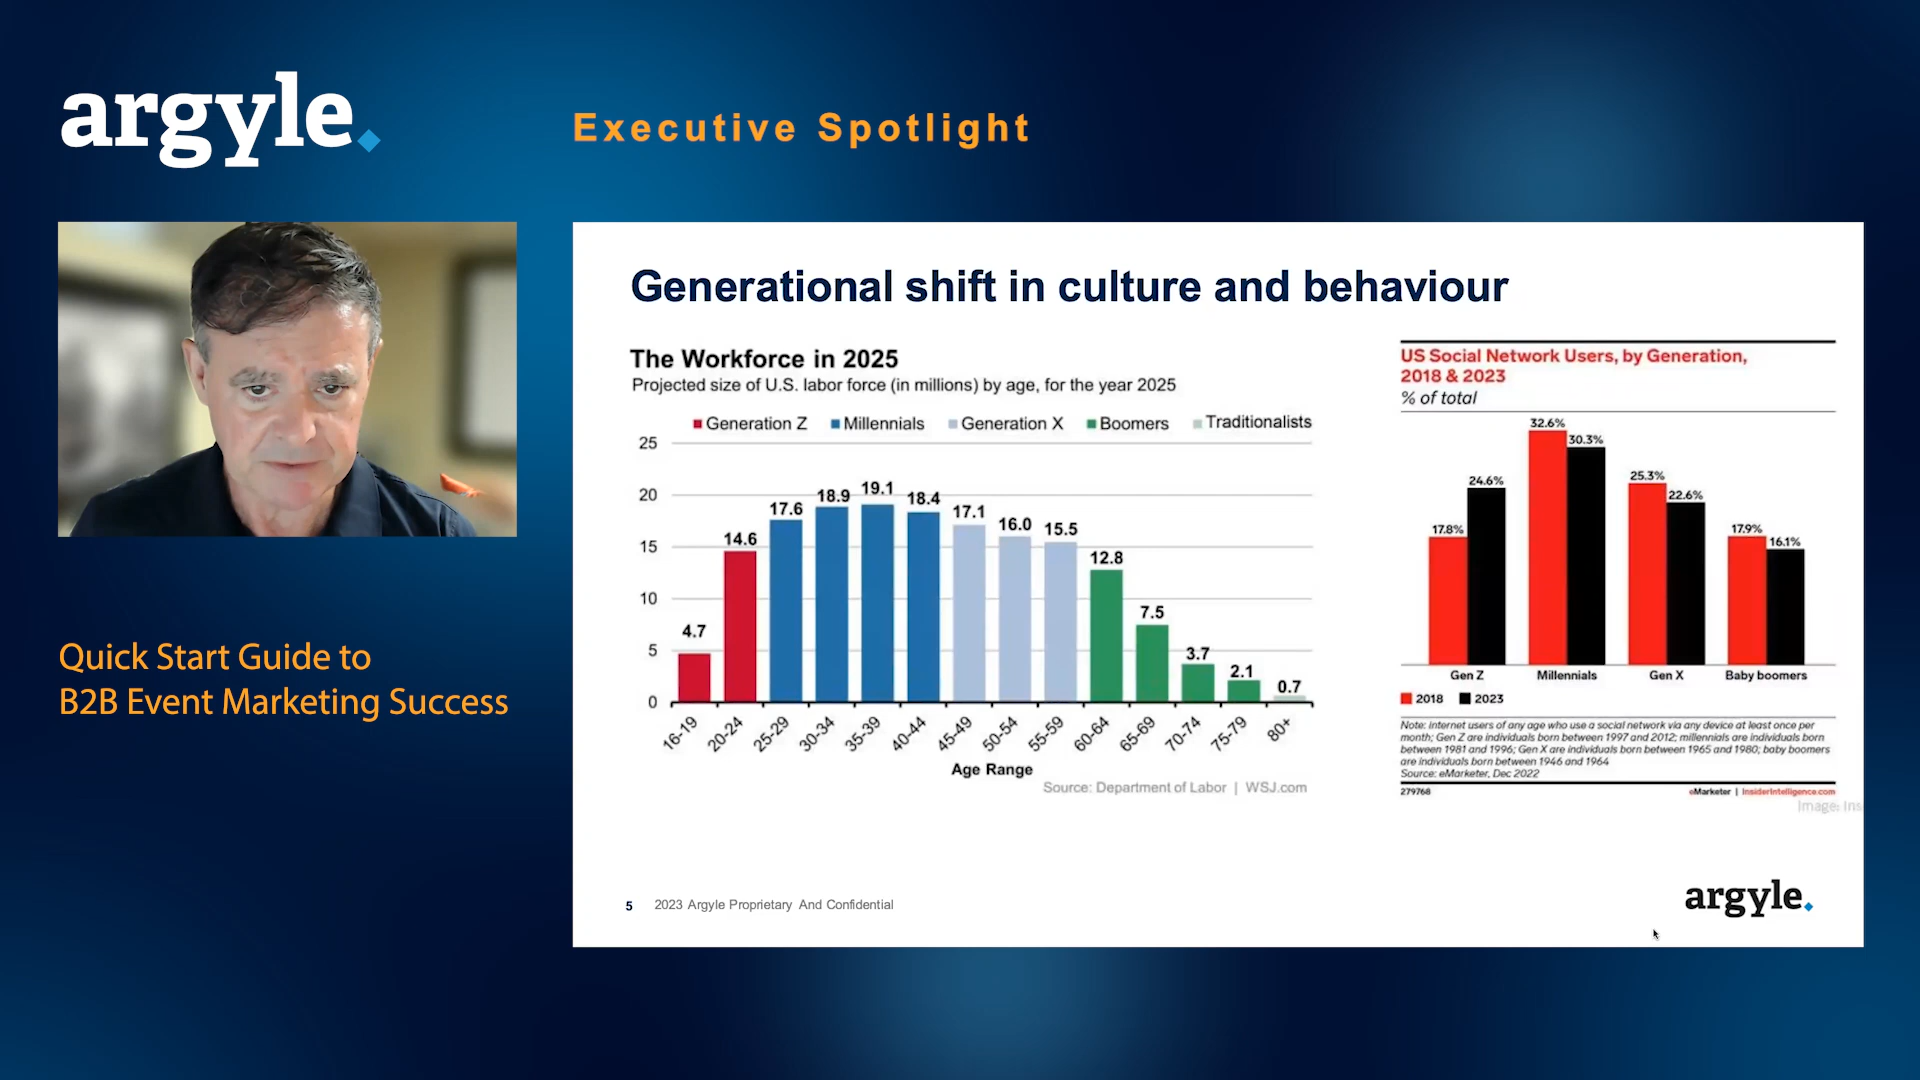 argyle.
Executive Spotlight
Quick Start Guide to
B2B Event Marketing Success
Generational shift in culture and behaviour
The Workforce in 2025
Projected size of U.S. labor force (in millions) by age, for the year 2025
Generation Z Millennials Generation X Boomers Traditionalists
25
20
15
10
5
0
4.7 14.6 17.6 18.9 19.1 18.4 17.1 16.0 15.5 12.8 7.5 3.7 2.1 0.7
16-19 20-24 25-29 30-34 35-39 40-44 45-49 50-54 55-59 60-64 65-69 70-74 75-79 80+
Age Range
Source: Department of Labor | WSJ.com
US Social Network Users, by Generation,
2018 & 2023
% of total
17.8% 24.6% 32.6% 30.3% 25.3% 22.6% 17.9% 16.1%
Gen Z Millennials Gen X Baby boomers
2018 2023
Note: internet users of any age who use a social network via any device at least once per
month; Gen Z are individuals born between 1997 and 2012; millennials are individuals born
between 1981 and 1996; Gen X are individuals born between 1965 and 1980; baby boomers
are individuals born between 1946 and 1964
Source: eMarketer, Dec 2022
279768 eMarketer | InsiderIntelligence.com
Image: Ins
5 2023 Argyle Proprietary And Confidential
argyle.